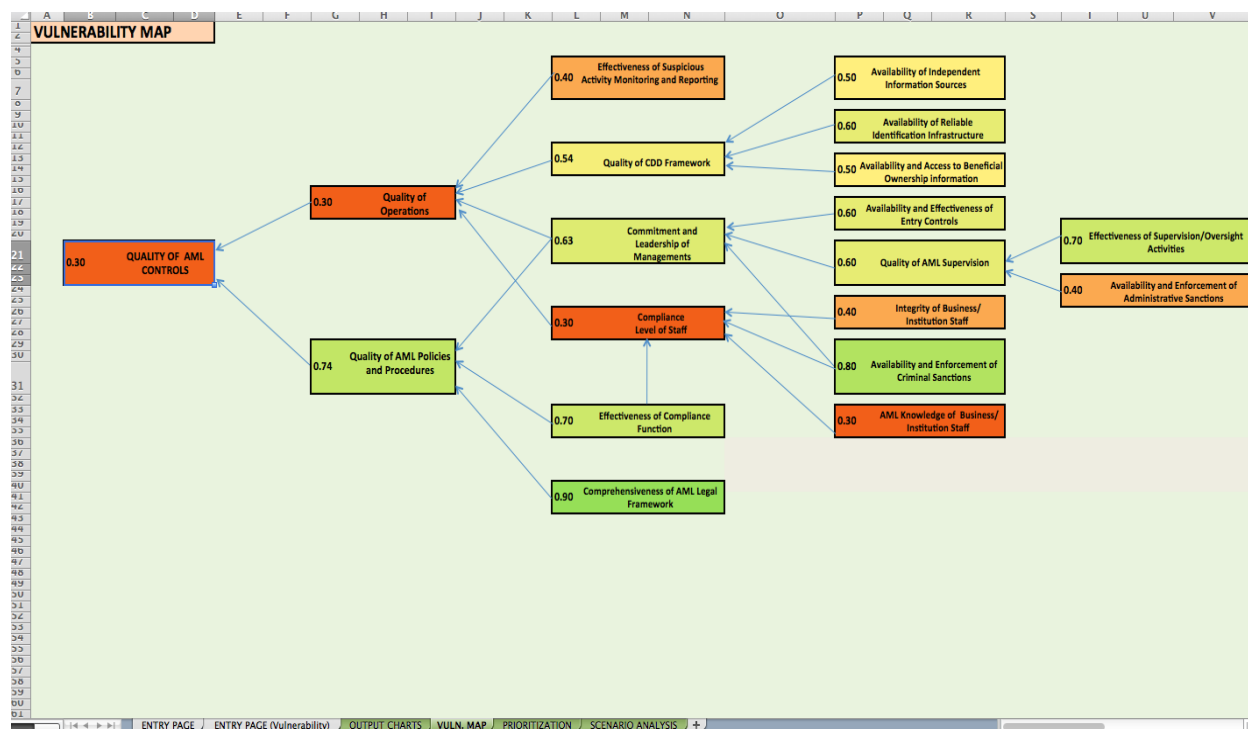 A B C D E F G H I J K L M N O P Q R S T U V
VULNERABILITY MAP
0.40 Effectiveness of Suspicious
Activity Monitoring and Reporting
0.50 Availability of Independent
Information Sources
0.60 Availability of Reliable
Identification Infrastructure
0.54 Quality of CDD Framework
0.50 Availability and Access to Beneficial
Ownership information
0.30 Quality of
Operations
0.60 Availability and Effectiveness of
Entry Controls
0.63 Commitment and
Leadership of
Managements
0.70 Effectiveness of Supervision/Oversight
Activities
0.30 QUALITY OF AML
CONTROLS
0.60 Quality of AML Supervision
0.40 Availability and Enforcement of
Administrative Sanctions
0.40 Integrity of Business/
Institution Staff
0.30 Compliance
Level of Staff
0.74 Quality of AML Policies
and Procedures
0.80 Availability and Enforcement of
Criminal Sanctions
0.70 Effectiveness of Compliance
Function
0.30 AML Knowledge of Business/
Institution Staff
0.90 Comprehensiveness of AML Legal
Framework
ENTRY PAGE ENTRY PAGE (Vulnerability) OUTPUT CHARTS VULN. MAP PRIORITIZATION SCENARIO ANALYSIS +